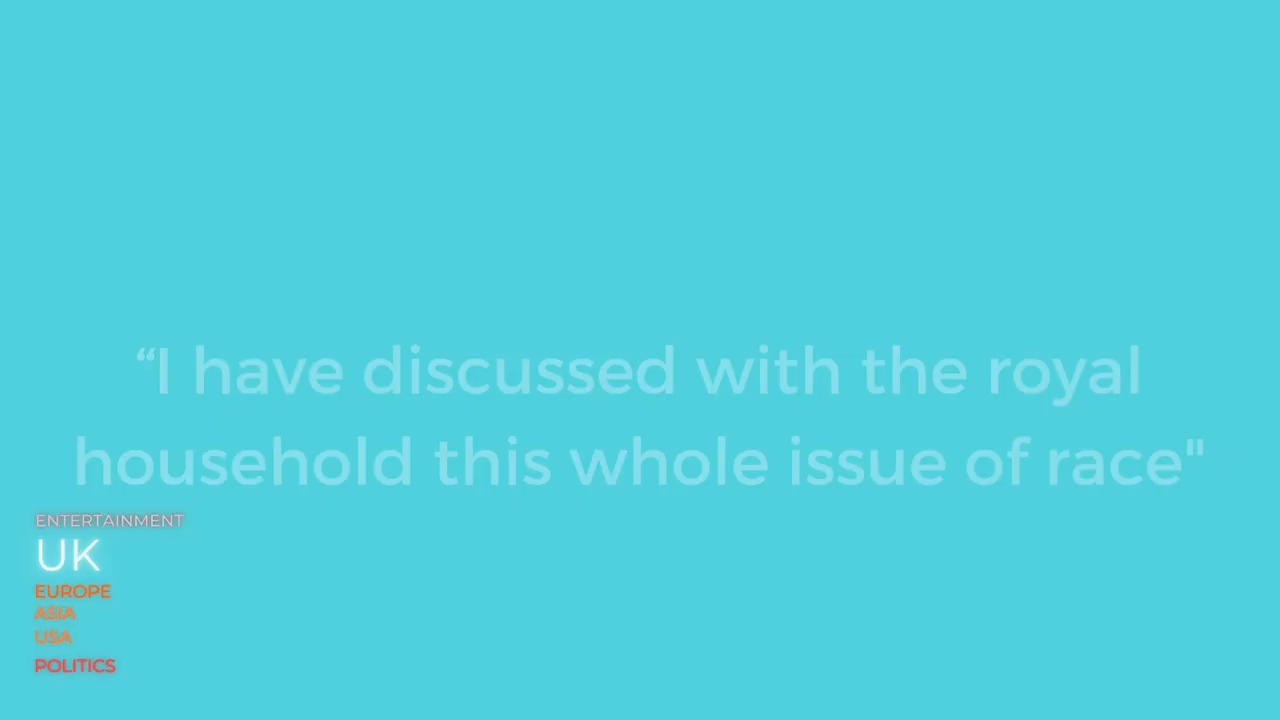 “I have discussed with the royal
household this whole issue of race"
ENTERTAINMENT
UK
EUROPE
ASIA
USA
POLITICS